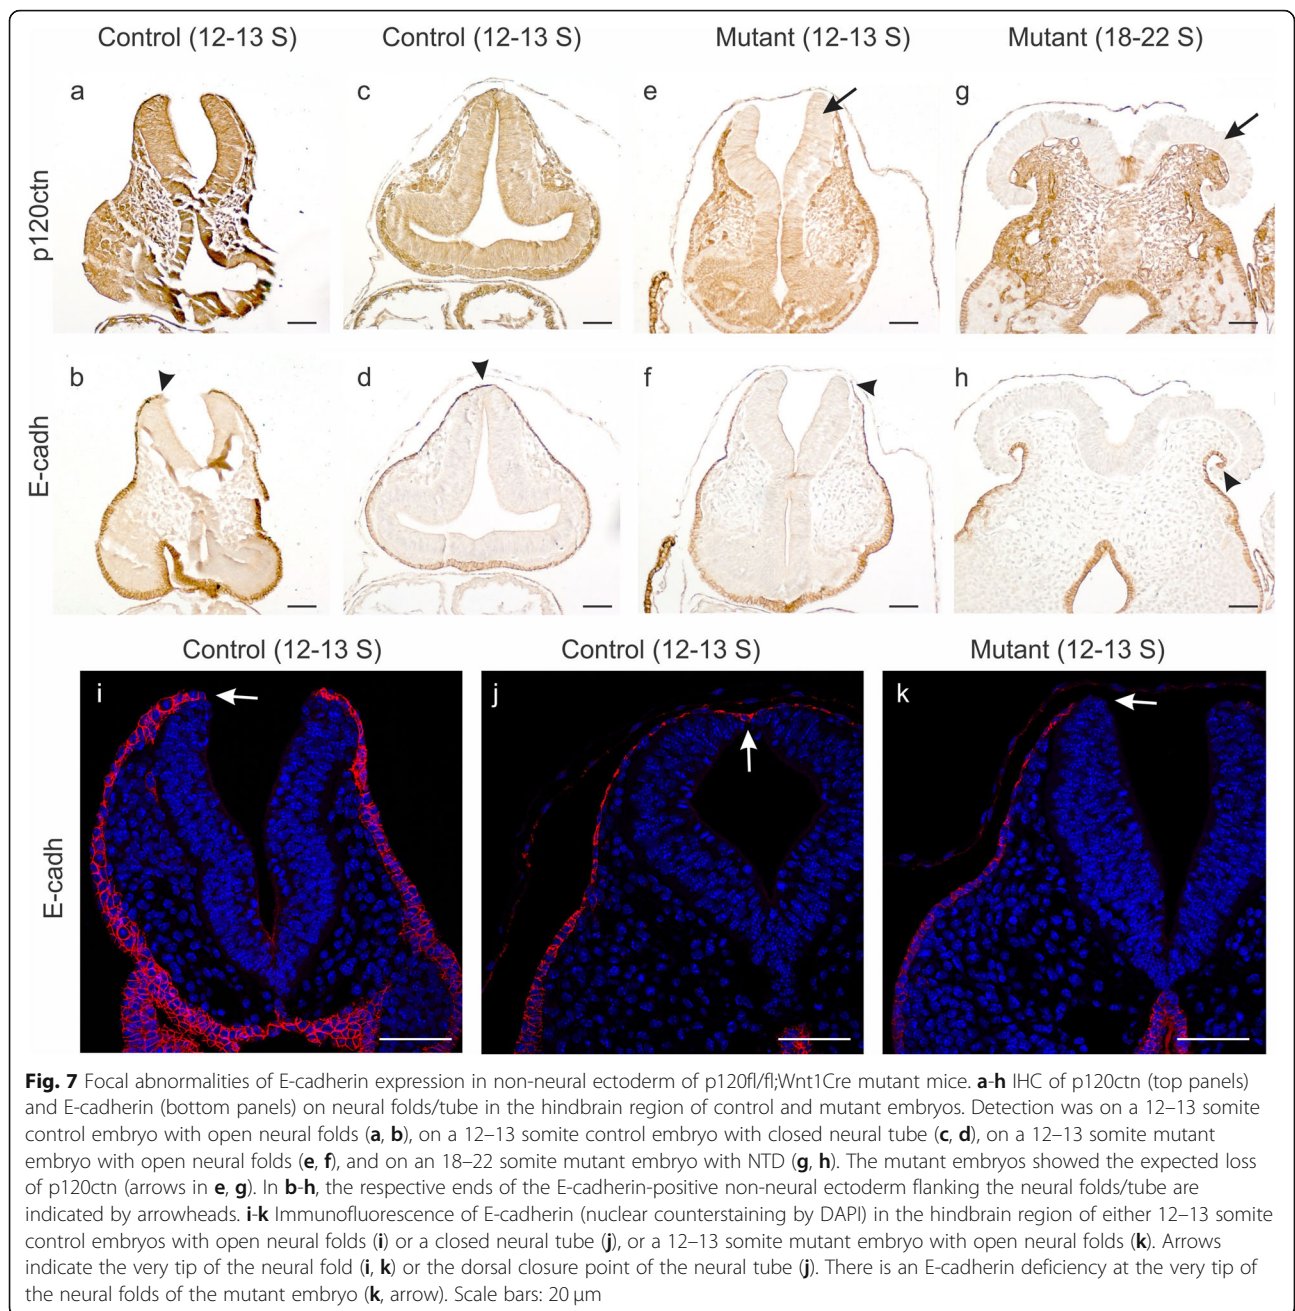 Control (12-13 S) Control (12-13 S) Mutant (12-13 S) Mutant (18-22 S)
a c e g
p120ctn
b d f h
E-cadh
Control (12-13 S) Control (12-13 S) Mutant (12-13 S)
i j k
E-cadh
Fig. 7 Focal abnormalities of E-cadherin expression in non-neural ectoderm of p120fl/fl;Wnt1Cre mutant mice. a-h IHC of p120ctn (top panels)
and E-cadherin (bottom panels) on neural folds/tube in the hindbrain region of control and mutant embryos. Detection was on a 12–13 somite
control embryo with open neural folds (a, b), on a 12–13 somite control embryo with closed neural tube (c, d), on a 12–13 somite mutant
embryo with open neural folds (e, f), and on an 18–22 somite mutant embryo with NTD (g, h). The mutant embryos showed the expected loss
of p120ctn (arrows in e, g). In b-h, the respective ends of the E-cadherin-positive non-neural ectoderm flanking the neural folds/tube are
indicated by arrowheads. i-k Immunofluorescence of E-cadherin (nuclear counterstaining by DAPI) in the hindbrain region of either 12–13 somite
control embryos with open neural folds (i) or a closed neural tube (j), or a 12–13 somite mutant embryo with open neural folds (k). Arrows
indicate the very tip of the neural fold (i, k) or the dorsal closure point of the neural tube (j). There is an E-cadherin deficiency at the very tip of
the neural folds of the mutant embryo (k, arrow). Scale bars: 20 μm